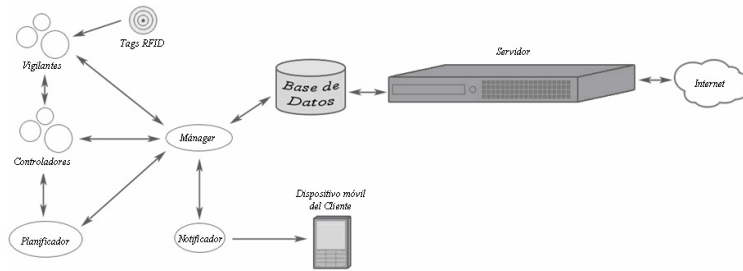 Tags RFID
Vigilantes
Servidor
Base de
Datos
Internet
Mánager
Controladores
Dispositivo móvil
del Cliente
Planificador
Notificador